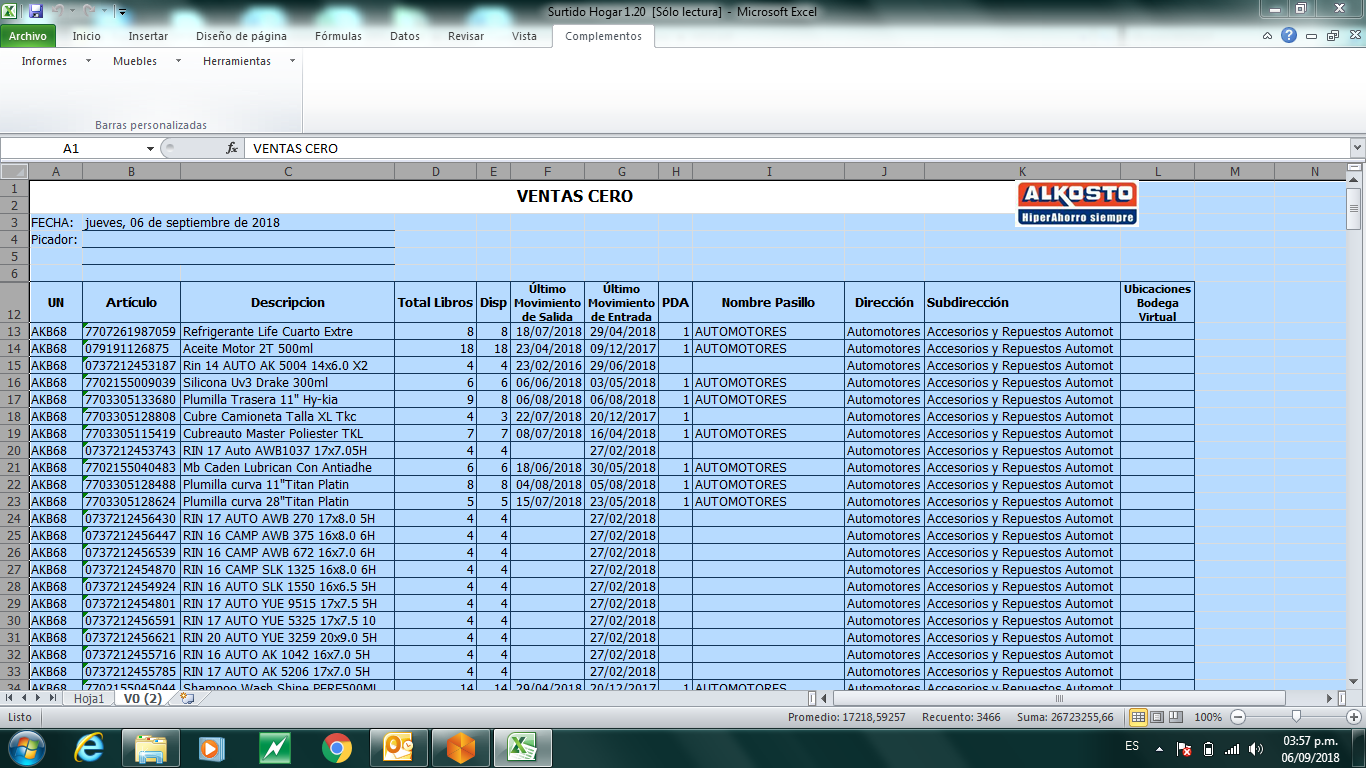 Surtido Hogar1.20 [Sólo lectura] - Microsoft Excel
Archivo Inicio Insertar Diseño de página Fórmulas Datos Revisar Vista Complementos
Informes Muebles Herramientas
Barras personalizadas
A1 fx VENTAS CERO
A B C D E F G H I J K L M N
1 VENTAS CERO ALKOSTO
2 HiperAhorro siempre
3 FECHA: jueves, 06 de septiembre de 2018
4 Picador:
5
6
12 UN Artículo Descripcion Total Libros Disp Último Movimiento de Salida Último Movimiento de Entrada PDA Nombre Pasillo Dirección Subdirección Ubicaciones Bodega Virtual
13 AKB68 7707261987059 Refrigerante Life Cuarto Extre 8 8 18/07/2018 29/04/2018 1 AUTOMOTORES Automotores Accesorios y Repuestos Automot
14 AKB68 079191126875 Aceite Motor 2T 500ml 18 18 23/04/2018 09/12/2017 1 AUTOMOTORES Automotores Accesorios y Repuestos Automot
15 AKB68 0737212453187 Rin 14 AUTO AK 5004 14x6.0 X2 4 4 23/02/2016 29/06/2018 Automotores Accesorios y Repuestos Automot
16 AKB68 7702155009039 Silicona Uv3 Drake 300ml 6 6 06/06/2018 03/05/2018 1 AUTOMOTORES Automotores Accesorios y Repuestos Automot
17 AKB68 7703305133680 Plumilla Trasera 11" Hy-kia 9 8 06/08/2018 06/08/2018 1 AUTOMOTORES Automotores Accesorios y Repuestos Automot
18 AKB68 7703305128808 Cubre Camioneta Talla XL Tkc 4 3 22/07/2018 20/12/2017 1 Automotores Accesorios y Repuestos Automot
19 AKB68 7703305115419 Cubreauto Master Poliester TKL 7 7 08/07/2018 16/04/2018 1 AUTOMOTORES Automotores Accesorios y Repuestos Automot
20 AKB68 0737212453743 RIN 17 Auto AWB1037 17x7.05H 4 4 27/02/2018 Automotores Accesorios y Repuestos Automot
21 AKB68 7702155040483 Mb Caden Lubrican Con Antiadhe 6 6 18/06/2018 30/05/2018 1 AUTOMOTORES Automotores Accesorios y Repuestos Automot
22 AKB68 7703305128488 Plumilla curva 11"Titan Platin 8 8 04/08/2018 05/08/2018 1 AUTOMOTORES Automotores Accesorios y Repuestos Automot
23 AKB68 7703305128624 Plumilla curva 28"Titan Platin 5 5 15/07/2018 23/05/2018 1 AUTOMOTORES Automotores Accesorios y Repuestos Automot
24 AKB68 0737212456430 RIN 17 AUTO AWB 270 17x8.0 5H 4 4 27/02/2018 Automotores Accesorios y Repuestos Automot
25 AKB68 0737212456447 RIN 16 CAMP AWB 375 16x8.0 6H 4 4 27/02/2018 Automotores Accesorios y Repuestos Automot
26 AKB68 0737212456539 RIN 16 CAMP AWB 672 16x7.0 6H 4 4 27/02/2018 Automotores Accesorios y Repuestos Automot
27 AKB68 0737212454870 RIN 16 CAMP SLK 1325 16x8.0 6H 4 4 27/02/2018 Automotores Accesorios y Repuestos Automot
28 AKB68 0737212454924 RIN 16 AUTO SLK 1550 16x6.5 5H 4 4 27/02/2018 Automotores Accesorios y Repuestos Automot
29 AKB68 0737212454801 RIN 17 AUTO YUE 9515 17x7.5 5H 4 4 27/02/2018 Automotores Accesorios y Repuestos Automot
30 AKB68 0737212456591 RIN 17 AUTO YUE 5325 17x7.5 10 4 4 27/02/2018 Automotores Accesorios y Repuestos Automot
31 AKB68 0737212456621 RIN 20 AUTO YUE 3259 20x9.0 5H 4 4 27/02/2018 Automotores Accesorios y Repuestos Automot
32 AKB68 0737212455716 RIN 16 AUTO AK 1042 16x7.0 5H 4 4 27/02/2018 Automotores Accesorios y Repuestos Automot
33 AKB68 0737212455785 RIN 17 AUTO AK 5206 17x7.0 5H 4 4 27/02/2018 Automotores Accesorios y Repuestos Automot
34 AKB68 7702155045044 Shampoo Wash Shine PERF500ML 14 14 29/04/2018 20/12/2017 1 AUTOMOTORES Automotores Accesorios y Repuestos Automot
Hoja1 V0 (2)
Listo Promedio: 17218,59257 Recuento: 3466 Suma: 26723255,66 100%
ES 03:57 p.m.
06/09/2018